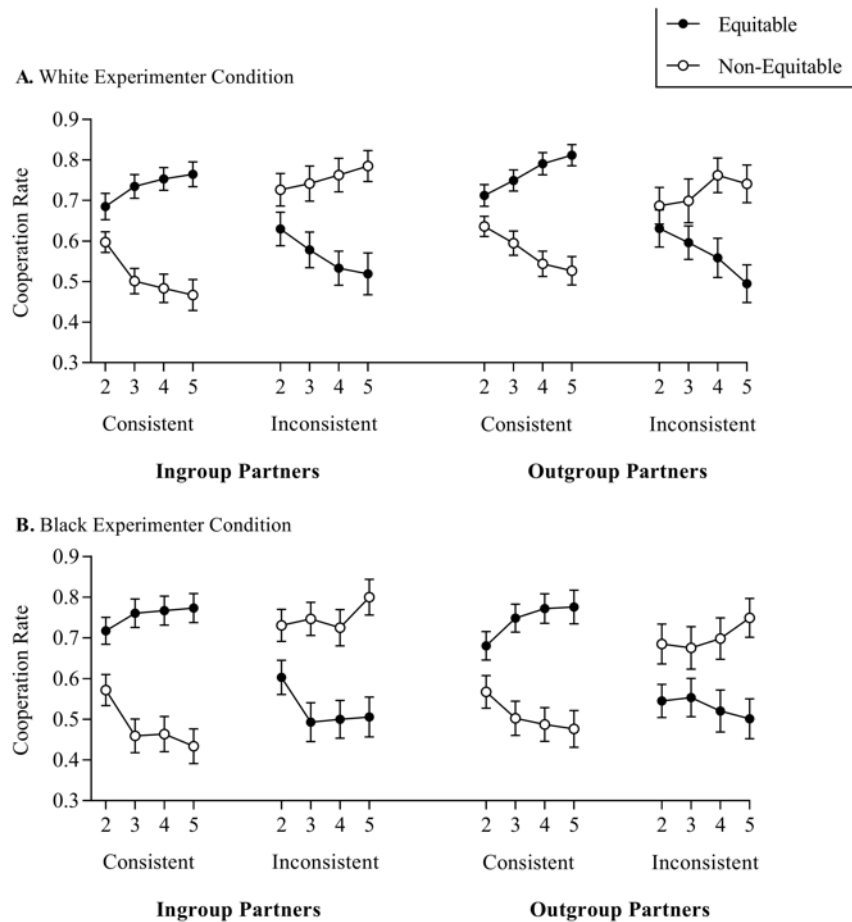 Equitable
Non-Equitable
A. White Experimenter Condition
Cooperation Rate
0.9
0.8
0.7
0.6
0.5
0.4
0.3
2 3 4 5 2 3 4 5 2 3 4 5 2 3 4 5
Consistent Inconsistent Consistent Inconsistent
Ingroup Partners Outgroup Partners
B. Black Experimenter Condition
Cooperation Rate
0.9
0.8
0.7
0.6
0.5
0.4
0.3
2 3 4 5 2 3 4 5 2 3 4 5 2 3 4 5
Consistent Inconsistent Consistent Inconsistent
Ingroup Partners Outgroup Partners